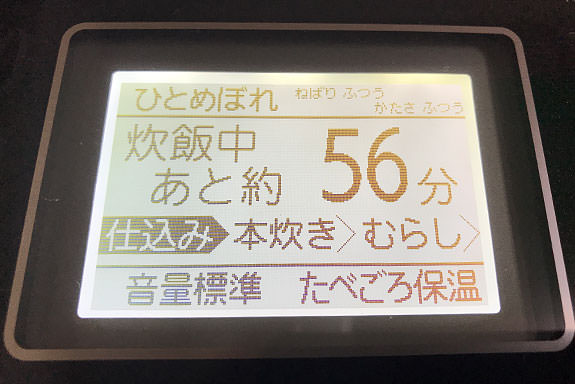 ひとめぼれ ねばり ふつう
かたさ ふつう
炊飯中
あと約 56分
仕込み 本炊き＞むらし＞
音量標準 たべごろ保温